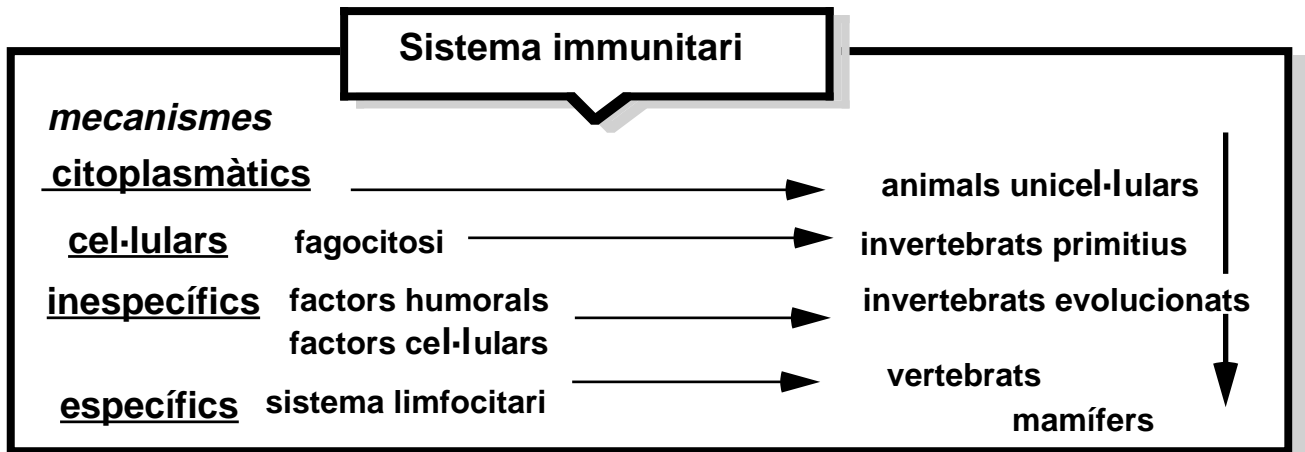 Sistema immunitari
mecanismes
citoplasmàtics animals unicel·lulars
cel·lulars fagocitosi invertebrats primitius
inespecífics factors humorals invertebrats evolucionats
factors cel·lulars
vertebrats
específics sistema limfocitari
mamífers